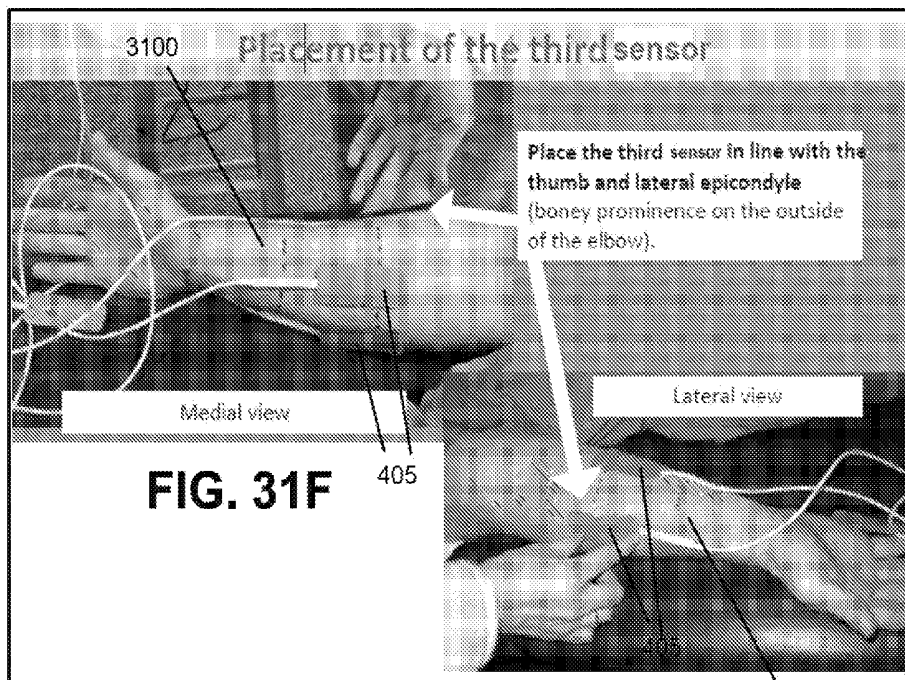 Placement of the third sensor
3100
Place the third sensor in line with the
thumb and lateral epicondyle
(boney prominence on the outside
of the elbow).
Medial view
Lateral view
405
FIG. 31F
405